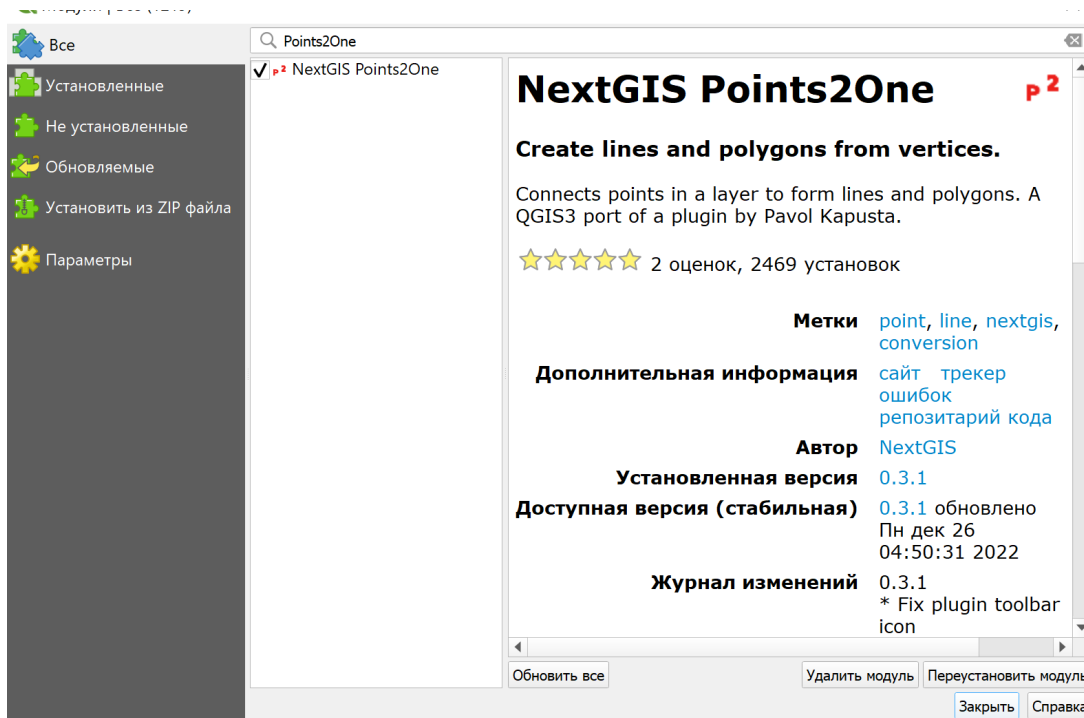 Все
Установленные
Не установленные
Обновляемые
Установить из ZIP файла
Параметры
Points2One
P² NextGIS Points2One
NextGIS Points2One
P²
Create lines and polygons from vertices.
Connects points in a layer to form lines and polygons. A
QGIS3 port of a plugin by Pavol Kapusta.
2 оценок, 2469 установок
Метки point, line, nextgis,
conversion
Дополнительная информация сайт трекер
ошибок
репозитарий кода
Автор NextGIS
Установленная версия 0.3.1
Доступная версия (стабильная) 0.3.1 обновлено
Пн дек 26
04:50:31 2022
Журнал изменений 0.3.1
* Fix plugin toolbar
icon
Обновить все
Удалить модуль
Переустановить модуль
Закрыть
Справка